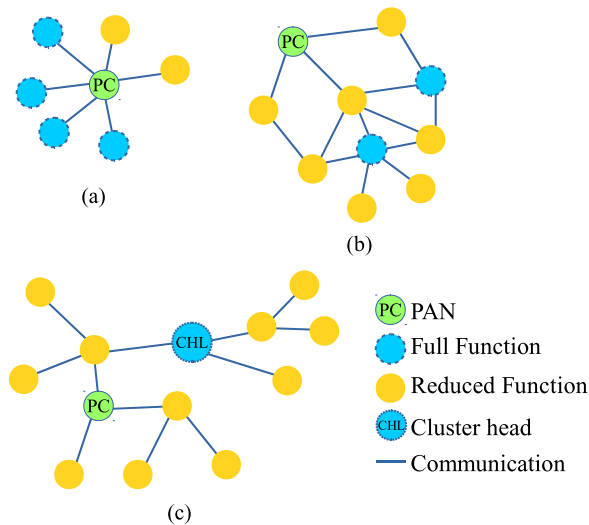 PC
(a)
PC
(b)
CHL
PC
(c)
PC PAN
Full Function
Reduced Function
CHL Cluster head
Communication